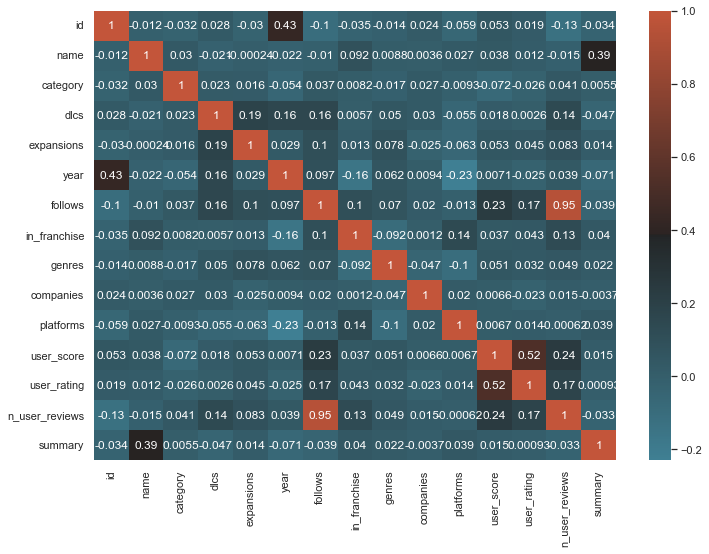 id 1 -0.012 -0.032 0.028 -0.03 0.43 -0.1 -0.035 -0.014 0.024 -0.059 0.053 0.019 -0.13 -0.034
name -0.012 1 0.03 -0.021 -0.00024 -0.022 -0.01 0.092 0.0088 0.0036 0.027 0.038 0.012 -0.015 0.39
category -0.032 0.03 1 0.023 0.016 -0.054 0.037 0.0082 -0.017 0.027 -0.0093 -0.072 -0.026 0.041 0.0055
dlcs 0.028 -0.021 0.023 1 0.19 0.16 0.16 0.0057 0.05 0.03 -0.055 0.018 0.0026 0.14 -0.047
expansions -0.03 -0.00024 0.016 0.19 1 0.029 0.1 0.013 0.078 -0.025 -0.063 0.053 0.045 0.083 0.014
year 0.43 -0.022 -0.054 0.16 0.029 1 0.097 -0.16 0.062 0.0094 -0.23 0.0071 -0.025 0.039 -0.071
follows -0.1 -0.01 0.037 0.16 0.1 0.097 1 0.1 0.07 0.02 -0.013 0.23 0.17 0.95 -0.039
in_franchise -0.035 0.092 0.0082 0.0057 0.013 -0.16 0.1 1 -0.092 0.0012 0.14 0.037 0.043 0.13 0.04
genres -0.014 0.0088 -0.017 0.05 0.078 0.062 0.07 -0.092 1 -0.047 -0.1 0.051 0.032 0.049 0.022
companies 0.024 0.0036 0.027 0.03 -0.025 0.0094 0.02 0.0012 -0.047 1 0.02 0.0066 -0.023 0.015 -0.0037
platforms -0.059 0.027 -0.0093 -0.055 -0.063 -0.23 -0.013 0.14 -0.1 0.02 1 0.0067 0.014 -0.00062 0.039
user_score 0.053 0.038 -0.072 0.018 0.053 0.0071 0.23 0.037 0.051 0.0066 0.0067 1 0.52 0.24 0.015
user_rating 0.019 0.012 -0.026 0.0026 0.045 -0.025 0.17 0.043 0.032 -0.023 0.014 0.52 1 0.17 0.00093
n_user_reviews -0.13 -0.015 0.041 0.14 0.083 0.039 0.95 0.13 0.049 0.015 -0.00062 0.24 0.17 1 -0.033
summary -0.034 0.39 0.0055 -0.047 0.014 -0.071 -0.039 0.04 0.022 -0.0037 0.039 0.015 0.00093 -0.033 1
id name category dlcs expansions year follows in_franchise genres companies platforms user_score user_rating n_user_reviews summary
1.0
0.8
0.6
0.4
0.2
0.0
−0.2